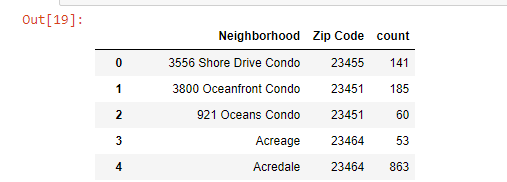 Out[19]:
Neighborhood Zip Code count
0 3556 Shore Drive Condo 23455 141
1 3800 Oceanfront Condo 23451 185
2 921 Oceans Condo 23451 60
3 Acreage 23464 53
4 Acredale 23464 863